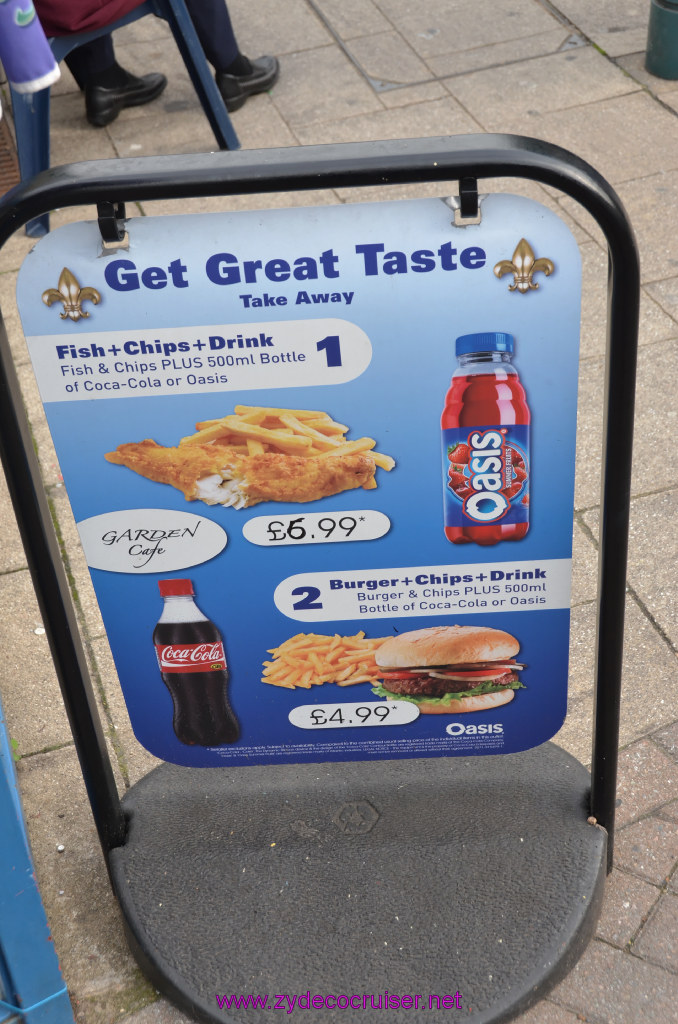 Get Great Taste
Take Away
Fish+Chips+Drink
Fish & Chips PLUS 500ml Bottle
of Coca-Cola or Oasis
1
Oasis
SUMMER FRUITS
GARDEN
Cafe
£6.99*
2
Burger+Chips+Drink
Burger & Chips PLUS 500ml
Bottle of Coca-Cola or Oasis
Coca-Cola
£4.99*
Oasis
www.zydecocruiser.net